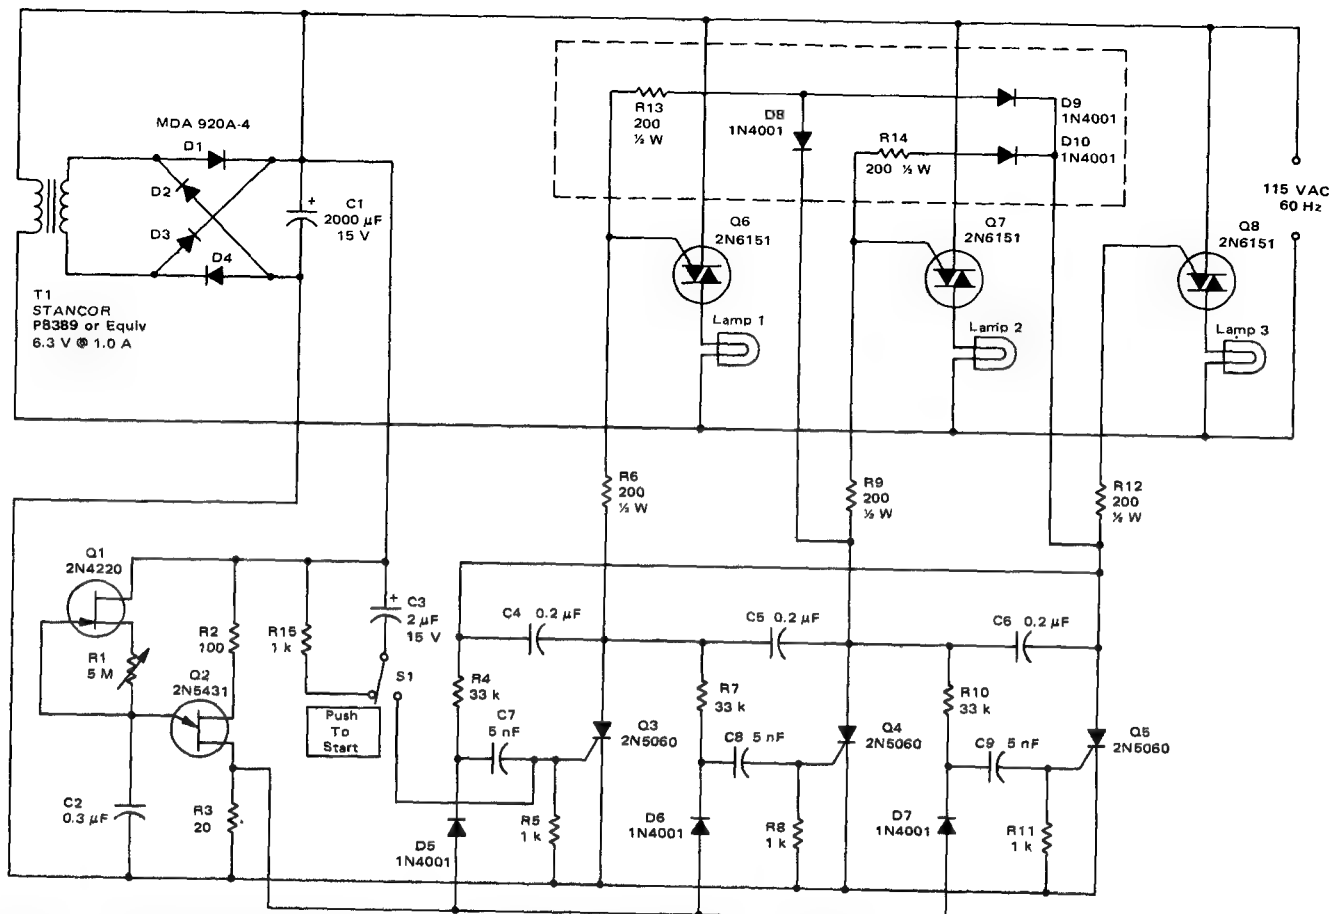 MDA 920A-4
D1
D2
D3
D4
+
C1
2000 µF
15 V
T1
STANCOR
P8389 or Equiv
6.3 V @ 1.0 A
R13
200
½ W
D8
1N4001
R14
200 ½ W
D9
1N4001
D10
1N4001
115 VAC
60 Hz
Q6
2N6151
Q7
2N6151
Q8
2N6151
Lamp 1
Lamp 2
Lamp 3
R6
200
½ W
R9
200
½ W
R12
200
½ W
Q1
2N4220
R1
5 M
Q2
2N5431
R2
100
R15
1 k
+
C3
2 µF
15 V
S1
Push
To
Start
C2
0.3 µF
R3
20
C4 0.2 µF
C5 0.2 µF
C6 0.2 µF
R4
33 k
C7
5 nF
Q3
2N5060
R7
33 k
C8 5 nF
Q4
2N5060
R10
33 k
C9 5 nF
Q5
2N5060
D5
1N4001
R5
1 k
D6
1N4001
R8
1 k
D7
1N4001
R11
1 k